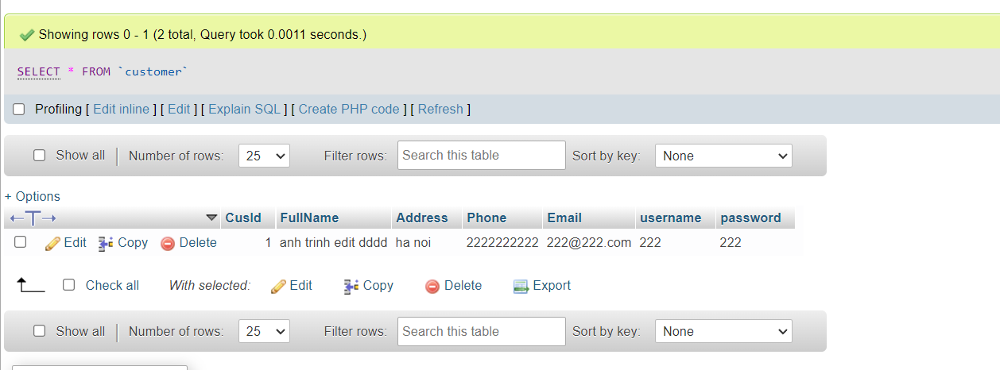 Showing rows 0 - 1 (2 total, Query took 0.0011 seconds.)
SELECT * FROM `customer`
Profiling [ Edit inline ] [ Edit ] [ Explain SQL ] [ Create PHP code ] [ Refresh ]
Show all Number of rows: 25 Filter rows: Search this table Sort by key: None
+ Options
CusId FullName Address Phone Email username password
Edit Copy Delete 1 anh trinh edit dddd ha noi 2222222222 222@222.com 222 222
Check all With selected: Edit Copy Delete Export
Show all Number of rows: 25 Filter rows: Search this table Sort by key: None